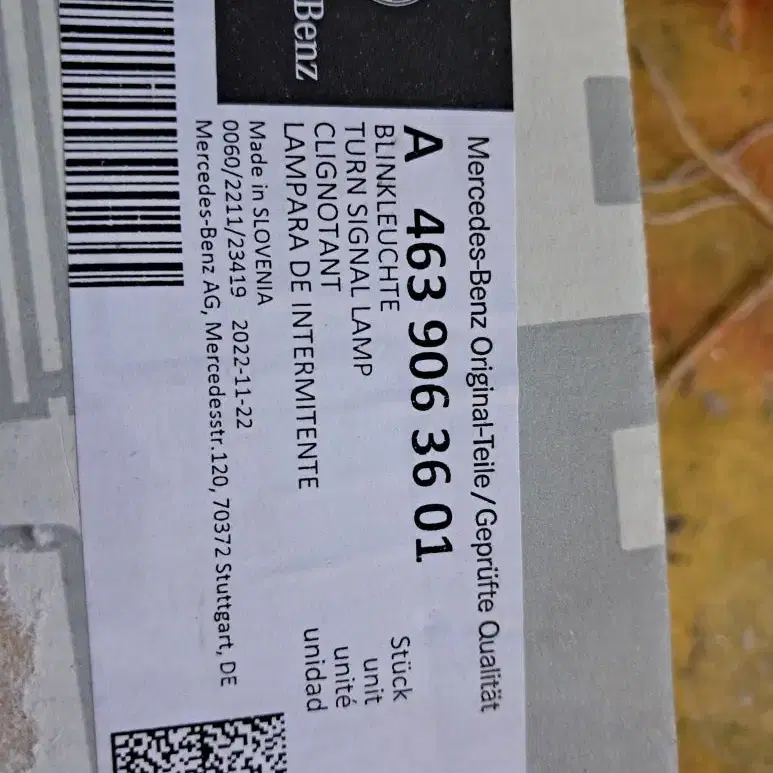 Benz
Mercedes-Benz Original-Teile/Geprüfte Qualität
A 463 906 36 01
BLINKLEUCHTE
TURN SIGNAL LAMP
CLIGNOTANT
LAMPARA DE INTERMITENTE
Stück
unit
unité
unidad
Made in SLOVENIA
0060/2211/23419 2022-11-22
Mercedes-Benz AG, Mercedesstr.120, 70372 Stuttgart, DE